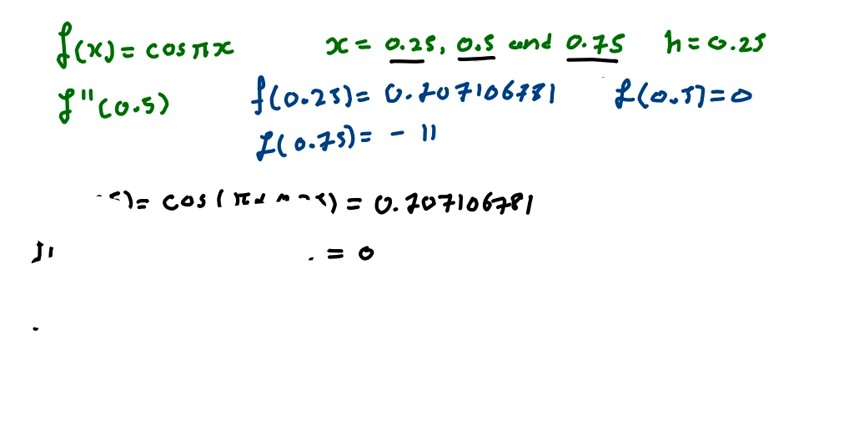 f(x) = cos πx x = 0.25, 0.5 and 0.75 h = 0.25
f"(0.5) f(0.25) = 0.707106781 f(0.5) = 0
f(0.75) = - 11
= cos(π = 0.707106781
= 0